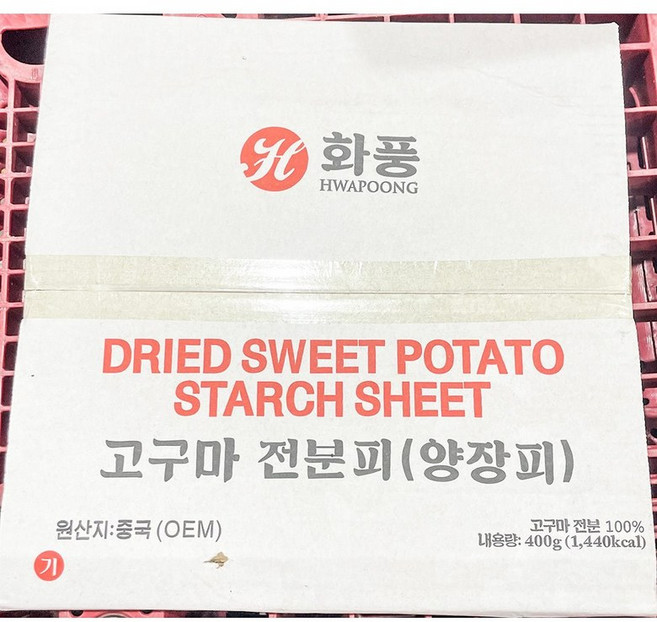 H 화풍
HWAPOONG
DRIED SWEET POTATO
STARCH SHEET
고구마 전분피(양장피)
원산지:중국(OEM)
고구마 전분 100%
내용량: 400g (1,440kcal)
기